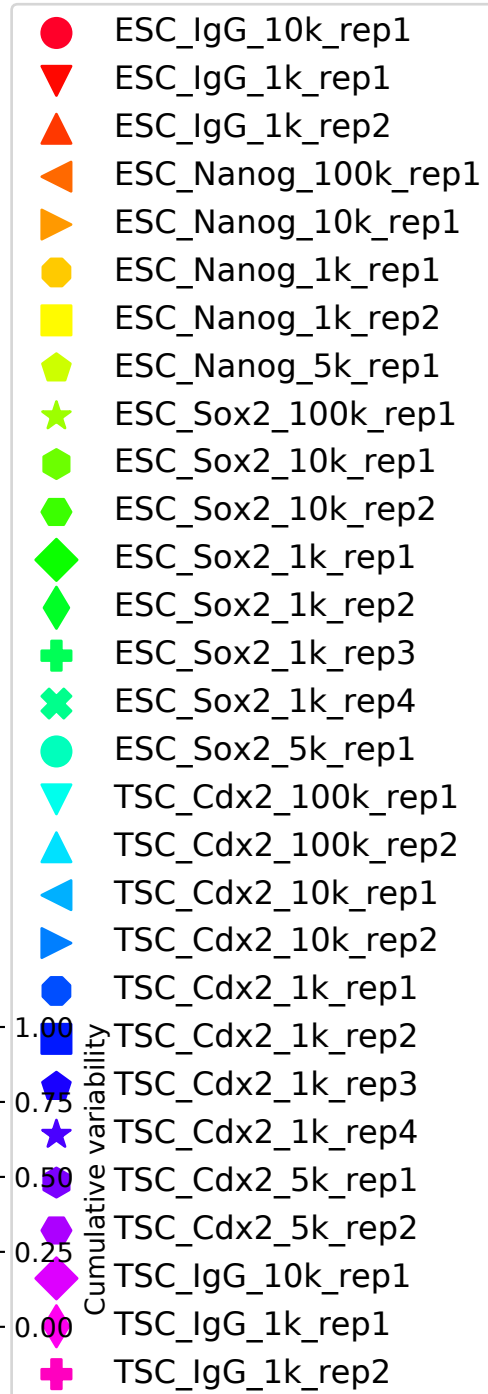 ESC_IgG_10k_rep1
ESC_IgG_1k_rep1
ESC_IgG_1k_rep2
ESC_Nanog_100k_rep1
ESC_Nanog_10k_rep1
ESC_Nanog_1k_rep1
ESC_Nanog_1k_rep2
ESC_Nanog_5k_rep1
ESC_Sox2_100k_rep1
ESC_Sox2_10k_rep1
ESC_Sox2_10k_rep2
ESC_Sox2_1k_rep1
ESC_Sox2_1k_rep2
ESC_Sox2_1k_rep3
ESC_Sox2_1k_rep4
ESC_Sox2_5k_rep1
TSC_Cdx2_100k_rep1
TSC_Cdx2_100k_rep2
TSC_Cdx2_10k_rep1
TSC_Cdx2_10k_rep2
TSC_Cdx2_1k_rep1
TSC_Cdx2_1k_rep2
TSC_Cdx2_1k_rep3
TSC_Cdx2_1k_rep4
TSC_Cdx2_5k_rep1
TSC_Cdx2_5k_rep2
TSC_IgG_10k_rep1
TSC_IgG_1k_rep1
TSC_IgG_1k_rep2
1.00
0.75
0.50
0.25
0.00
Cumulative variability